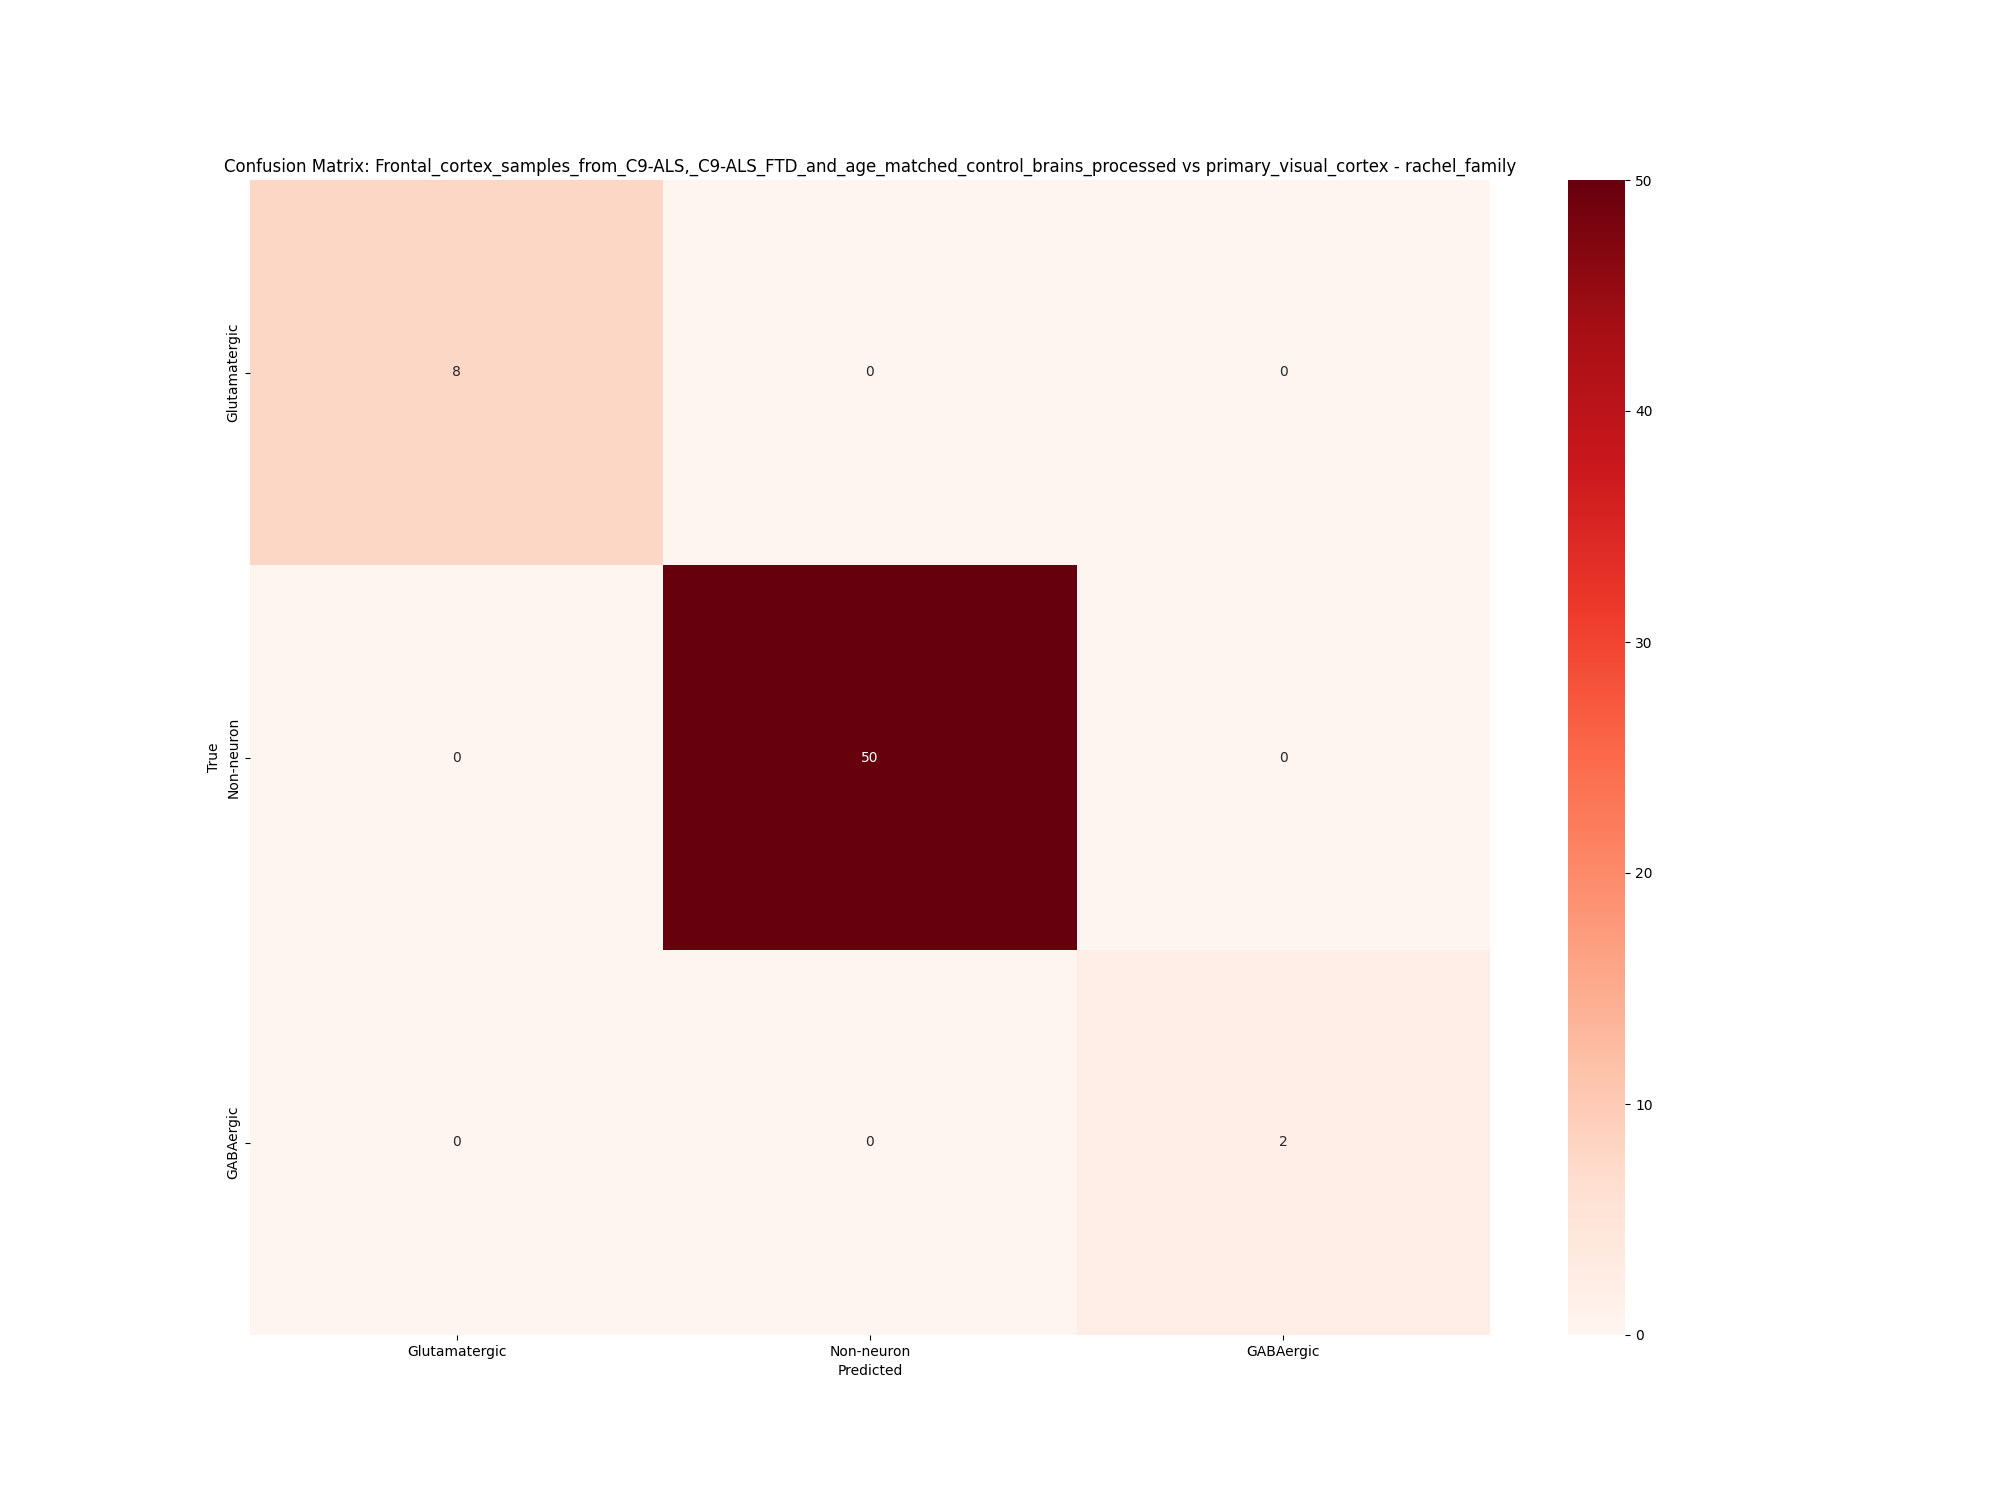 Confusion Matrix: Frontal_cortex_samples_from_C9-ALS,_C9-ALS_FTD_and_age_matched_control_brains_processed vs primary_visual_cortex - rachel_family
True
Glutamatergic
8
0
0
Non-neuron
0
50
0
GABAergic
0
0
2
Glutamatergic
Non-neuron
GABAergic
Predicted
50
40
30
20
10
0